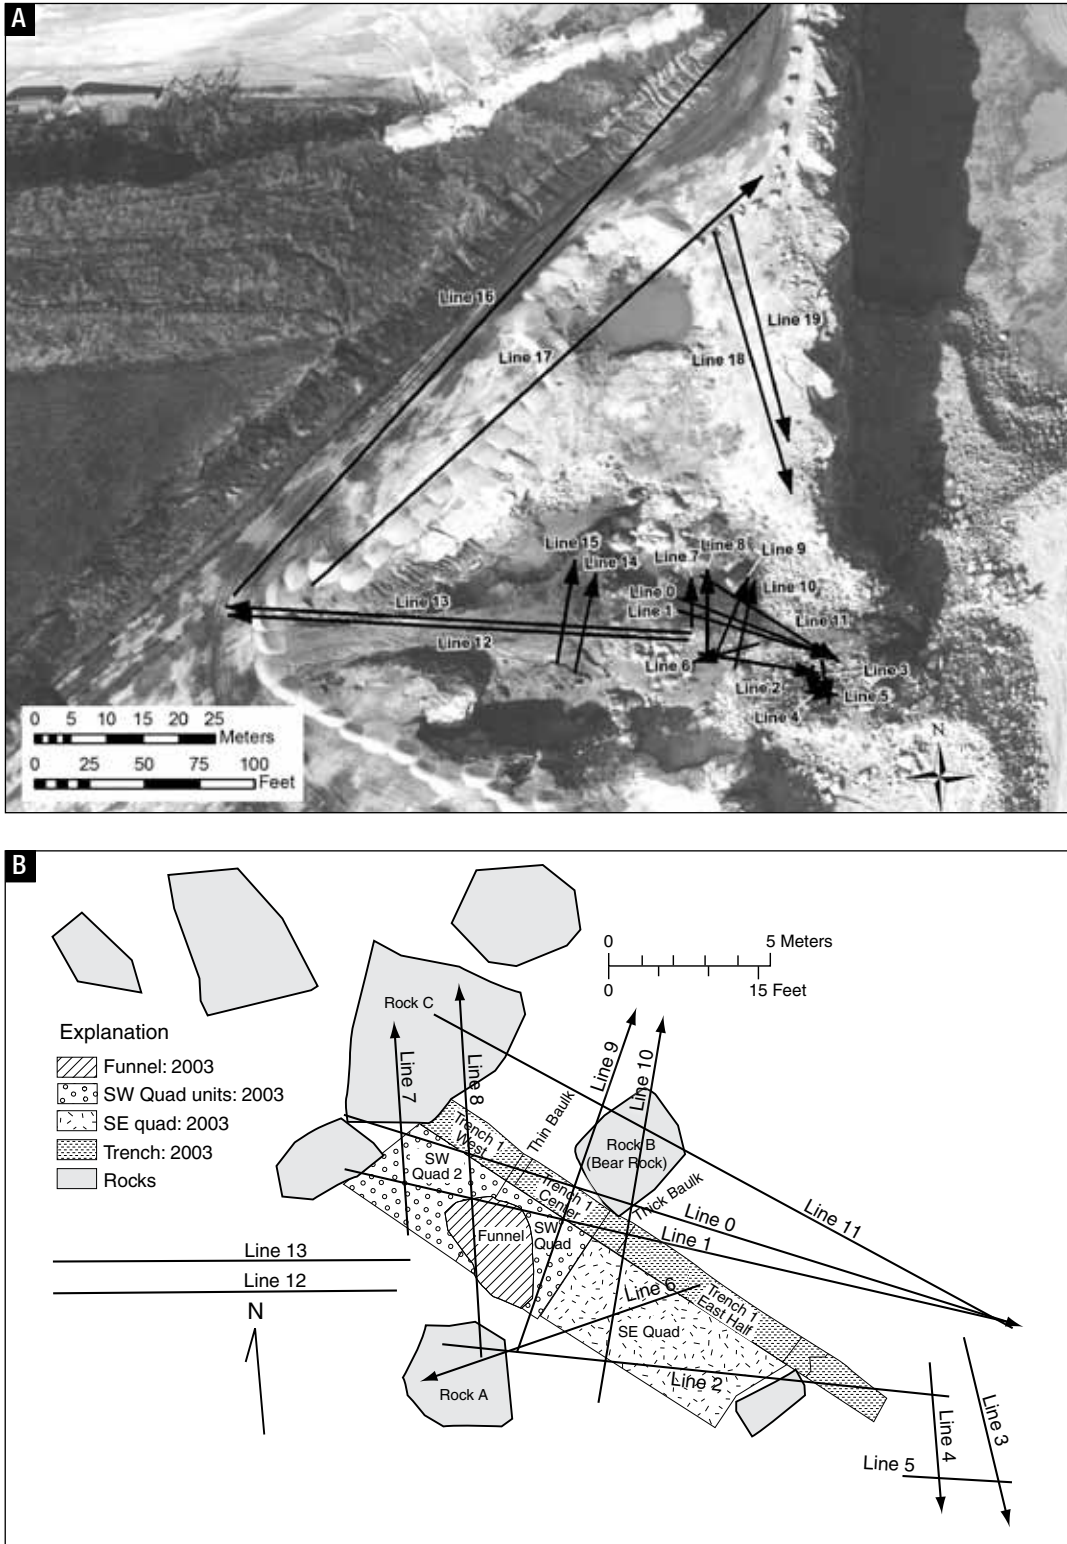 A
Line 16
Line 17
Line 19
Line 18
Line 15
Line 14
Line 7
Line 8
Line 9
Line 0
Line 10
Line 1
Line 11
Line 13
Line 12
Line 6
Line 3
Line 2
Line 5
Line 4
0 5 10 15 20 25
Meters
0 25 50 75 100
Feet
N
B
0 5 Meters
0 15 Feet
Rock C
Explanation
Funnel: 2003
SW Quad units: 2003
SE quad: 2003
Trench: 2003
Rocks
Line 7
Line 8
Line 9
Line 10
Thin Baulk
Trench 1
West
Rock B
(Bear Rock)
SW
Quad 2
Trench 1
Center
Thick Baulk
Line 0
Line 11
Line 1
Funnel
SW
Quad
Line 13
Line 12
Line 6
Trench 1
East Half
N
SE Quad
Line 2
Rock A
Line 4
Line 3
Line 5